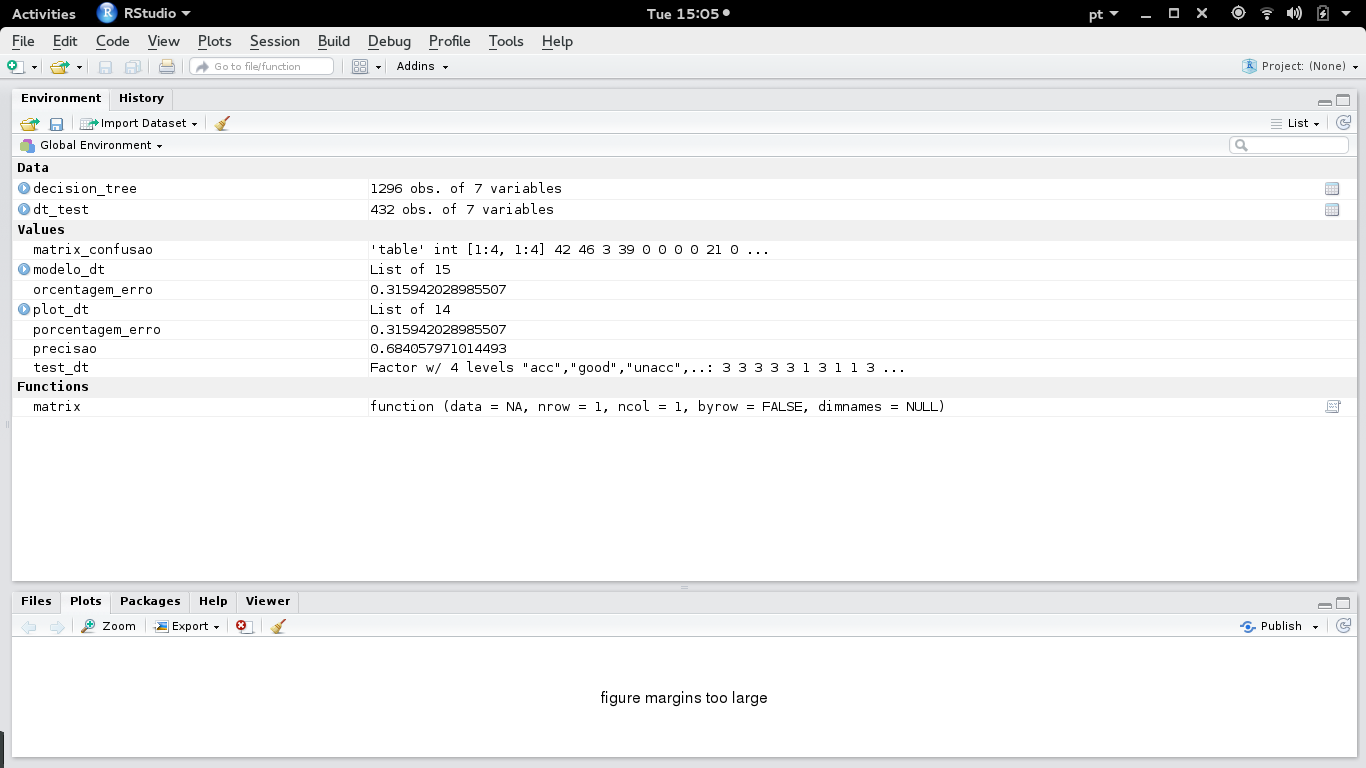 Activities RStudio Tue 15:05 pt
File Edit Code View Plots Session Build Debug Profile Tools Help
Go to file/function Addins Project: (None)
Environment History
Import Dataset List
Global Environment
Data
decision_tree 1296 obs. of 7 variables
dt_test 432 obs. of 7 variables
Values
matrix_confusao 'table' int [1:4, 1:4] 42 46 3 39 0 0 0 0 21 0 ...
modelo_dt List of 15
orcentagem_erro 0.315942028985507
plot_dt List of 14
porcentagem_erro 0.315942028985507
precisao 0.684057971014493
test_dt Factor w/ 4 levels "acc","good","unacc",..: 3 3 3 3 3 1 3 1 1 3 ...
Functions
matrix function (data = NA, nrow = 1, ncol = 1, byrow = FALSE, dimnames = NULL)
Files Plots Packages Help Viewer
Zoom Export Publish
figure margins too large